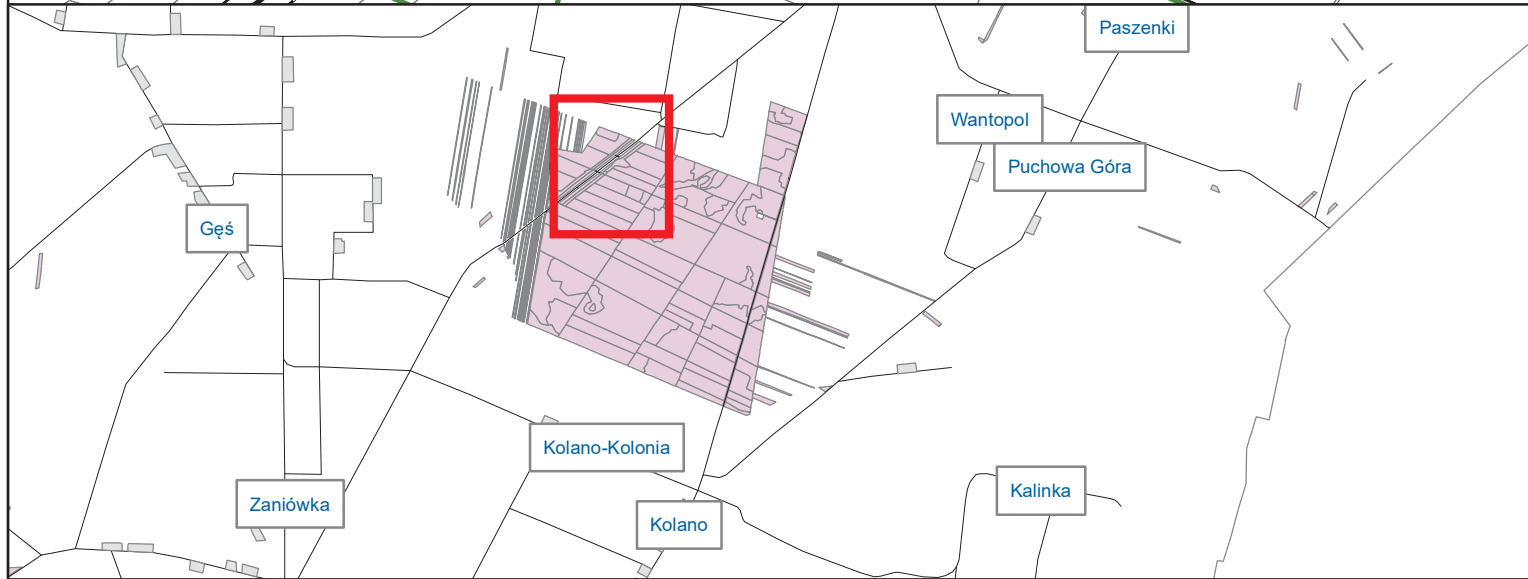 Paszenki
Wantopol
Puchowa Góra
Gęś
Kolano-Kolonia
Zaniówka
Kalinka
Kolano